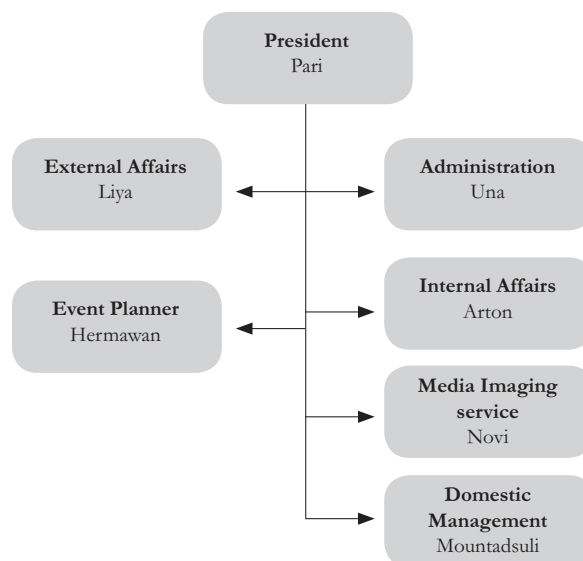 President
Pari
External Affairs
Liya
Administration
Una
Event Planner
Hermawan
Internal Affairs
Arton
Media Imaging
service
Novi
Domestic
Management
Mountadsuli